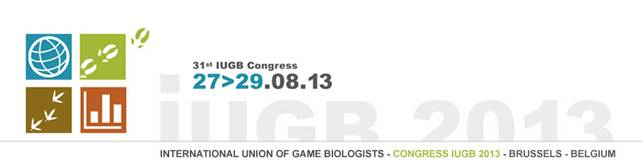 31st IUGB Congress
27>29.08.13
iUGB 2013
INTERNATIONAL UNION OF GAME BIOLOGISTS - CONGRESS IUGB 2013 - BRUSSELS - BELGIUM